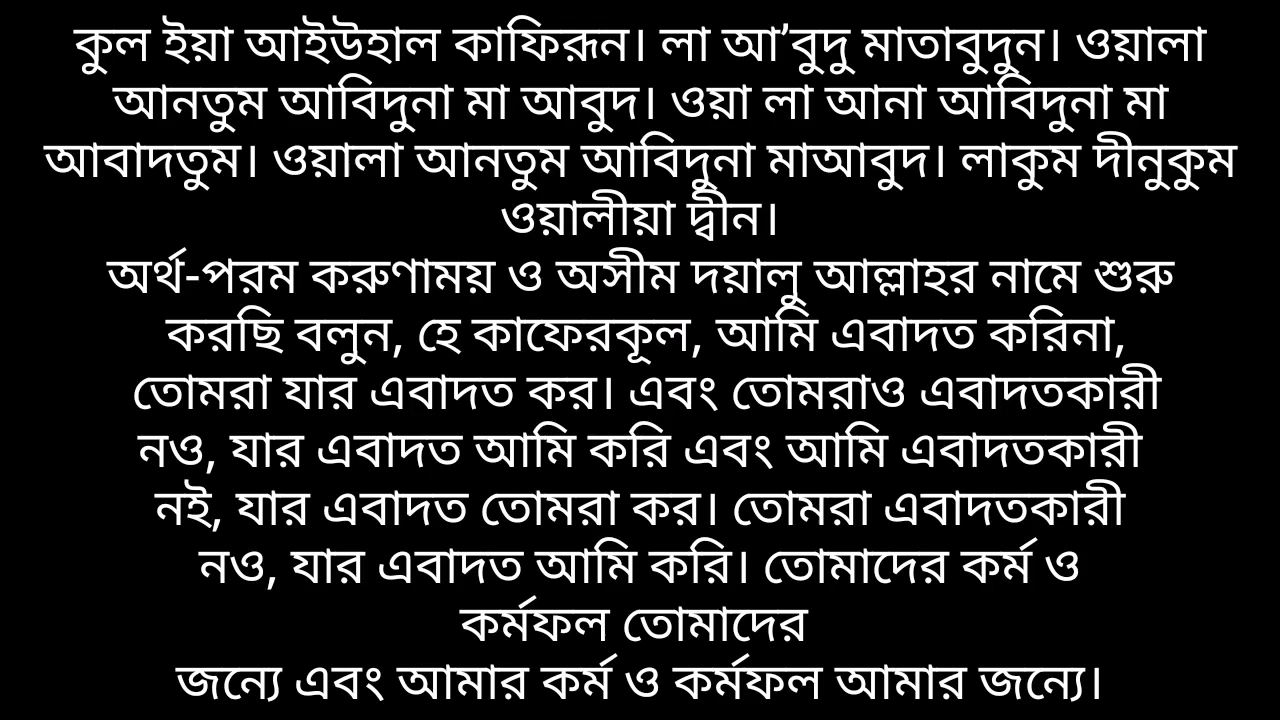 কুল ইয়া আইউহাল কাফিরূন। লা আ’বুদু মাতাবুদুন। ওয়ালা
আনতুম আবিদুনা মা আবুদ। ওয়া লা আনা আবিদুনা মা
আবাদতুম। ওয়ালা আনতুম আবিদুনা মাআবুদ। লাকুম দীনুকুম
ওয়ালীয়া দ্বীন।
অর্থ-পরম করুণাময় ও অসীম দয়ালু আল্লাহর নামে শুরু
করছি বলুন, হে কাফেরকূল, আমি এবাদত করিনা,
তোমরা যার এবাদত কর। এবং তোমরাও এবাদতকারী
নও, যার এবাদত আমি করি এবং আমি এবাদতকারী
নই, যার এবাদত তোমরা কর। তোমরা এবাদতকারী
নও, যার এবাদত আমি করি। তোমাদের কর্ম ও
কর্মফল তোমাদের
জন্যে এবং আমার কর্ম ও কর্মফল আমার জন্যে।